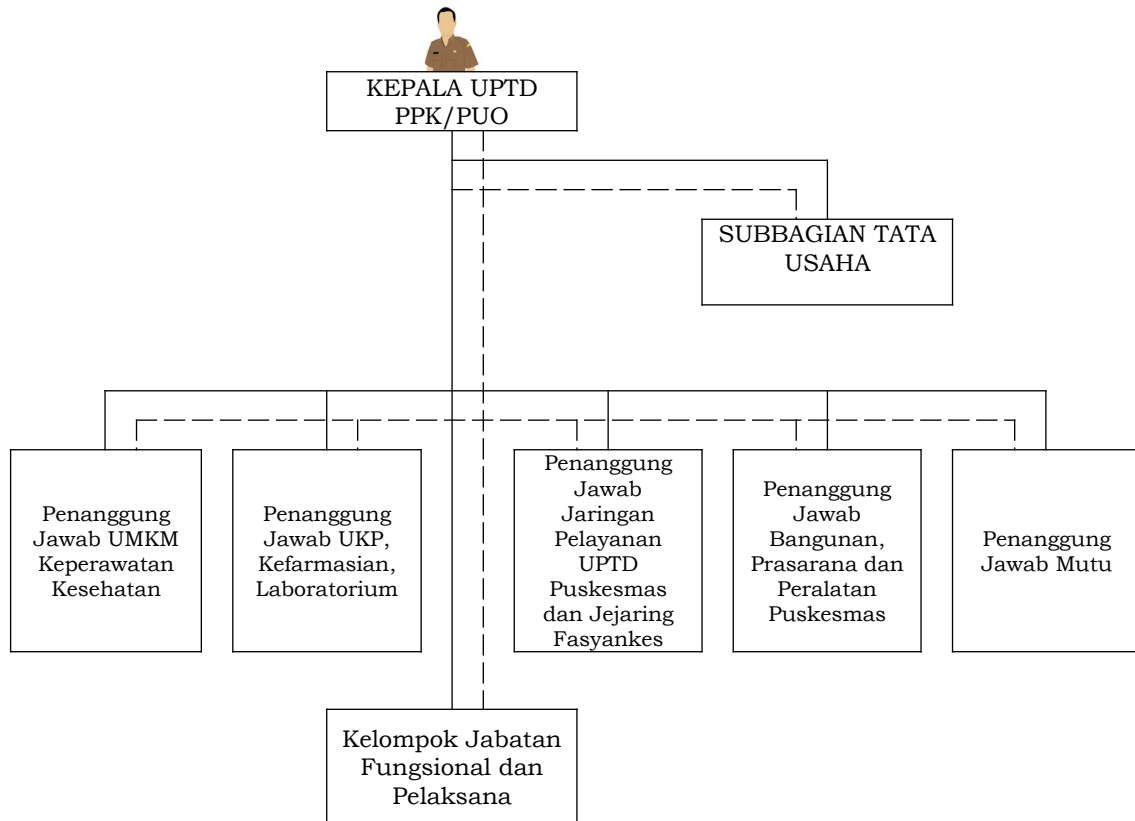 KEPALA UPTD
PPK/PUO
SUBBAGIAN TATA
USAHA
Penanggung
Jawab UMKM
Keperawatan
Kesehatan
Penanggung
Jawab UKP,
Kefarmasian,
Laboratorium
Penanggung
Jawab
Jaringan
Pelayanan
UPTD
Puskesmas
dan Jejaring
Fasyankes
Penanggung
Jawab
Bangunan,
Prasarana dan
Peralatan
Puskesmas
Penanggung
Jawab Mutu
Kelompok Jabatan
Fungsional dan
Pelaksana